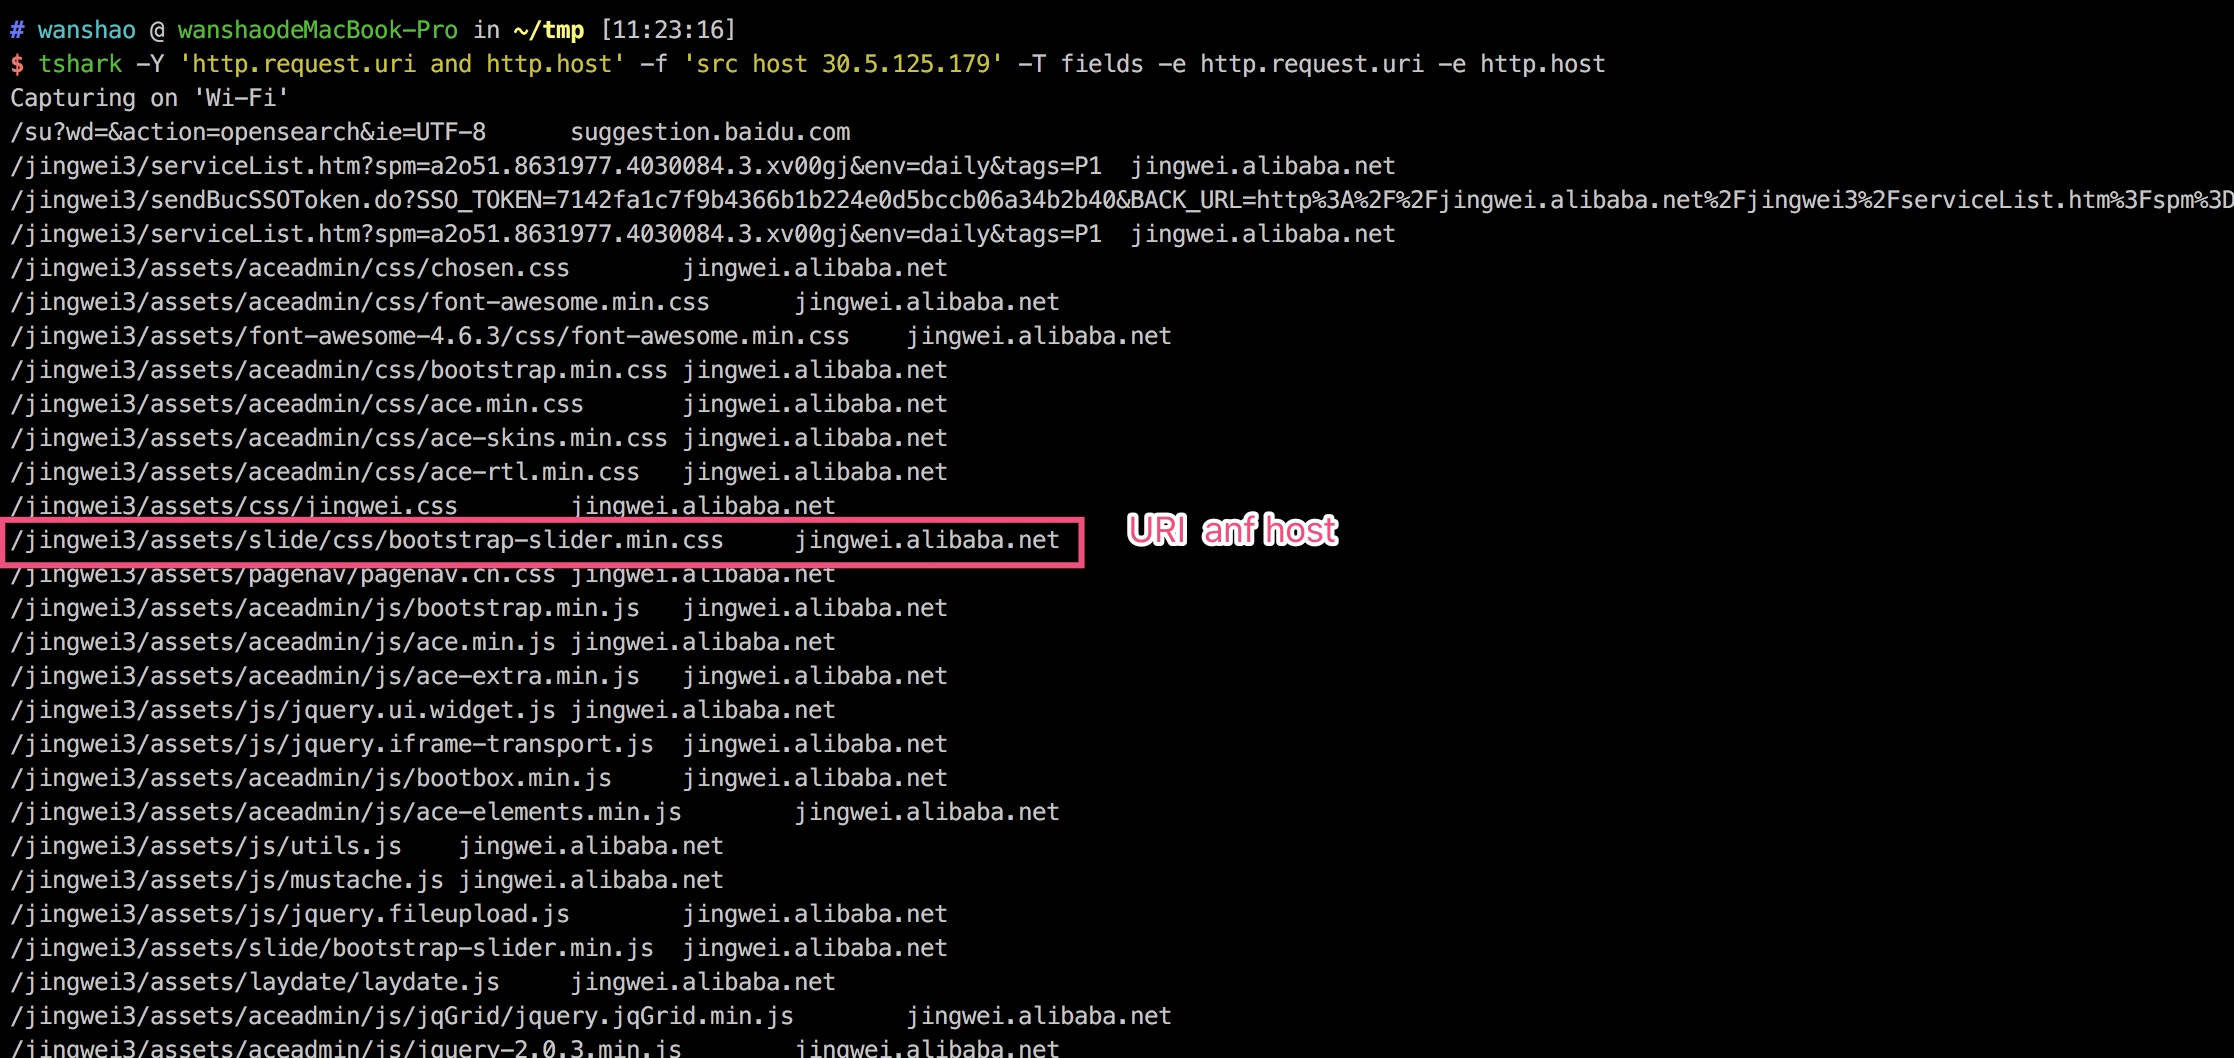 # wanshao @ wanshaodeMacBook-Pro in ~/tmp [11:23:16]
$ tshark -Y 'http.request.uri and http.host' -f 'src host 30.5.125.179' -T fields -e http.request.uri -e http.host
Capturing on 'Wi-Fi'
/su?wd=&action=opensearch&ie=UTF-8 suggestion.baidu.com
/jingwei3/serviceList.htm?spm=a2o51.8631977.4030084.3.xv00gj&env=daily&tags=P1 jingwei.alibaba.net
/jingwei3/sendBucSSOToken.do?SSO_TOKEN=7142fa1c7f9b4366b1b224e0d5bccb06a34b2b40&BACK_URL=http%3A%2F%2Fjingwei.alibaba.net%2Fjingwei3%2FserviceList.htm%3Fspm%3D
/jingwei3/serviceList.htm?spm=a2o51.8631977.4030084.3.xv00gj&env=daily&tags=P1 jingwei.alibaba.net
/jingwei3/assets/aceadmin/css/chosen.css jingwei.alibaba.net
/jingwei3/assets/aceadmin/css/font-awesome.min.css jingwei.alibaba.net
/jingwei3/assets/font-awesome-4.6.3/css/font-awesome.min.css jingwei.alibaba.net
/jingwei3/assets/aceadmin/css/bootstrap.min.css jingwei.alibaba.net
/jingwei3/assets/aceadmin/css/ace.min.css jingwei.alibaba.net
/jingwei3/assets/aceadmin/css/ace-skins.min.css jingwei.alibaba.net
/jingwei3/assets/aceadmin/css/ace-rtl.min.css jingwei.alibaba.net
/jingwei3/assets/css/jingwei.css jingwei.alibaba.net
/jingwei3/assets/slide/css/bootstrap-slider.min.css jingwei.alibaba.net
URI anf host
/jingwei3/assets/pagenav/pagenav.cn.css jingwei.alibaba.net
/jingwei3/assets/aceadmin/js/bootstrap.min.js jingwei.alibaba.net
/jingwei3/assets/aceadmin/js/ace.min.js jingwei.alibaba.net
/jingwei3/assets/aceadmin/js/ace-extra.min.js jingwei.alibaba.net
/jingwei3/assets/js/jquery.ui.widget.js jingwei.alibaba.net
/jingwei3/assets/js/jquery.iframe-transport.js jingwei.alibaba.net
/jingwei3/assets/aceadmin/js/bootbox.min.js jingwei.alibaba.net
/jingwei3/assets/aceadmin/js/ace-elements.min.js jingwei.alibaba.net
/jingwei3/assets/js/utils.js jingwei.alibaba.net
/jingwei3/assets/js/mustache.js jingwei.alibaba.net
/jingwei3/assets/js/jquery.fileupload.js jingwei.alibaba.net
/jingwei3/assets/slide/bootstrap-slider.min.js jingwei.alibaba.net
/jingwei3/assets/laydate/laydate.js jingwei.alibaba.net
/jingwei3/assets/aceadmin/js/jqGrid/jquery.jqGrid.min.js jingwei.alibaba.net
/jingwei3/assets/aceadmin/js/jquery-2.0.3.min.js jingwei.alibaba.net